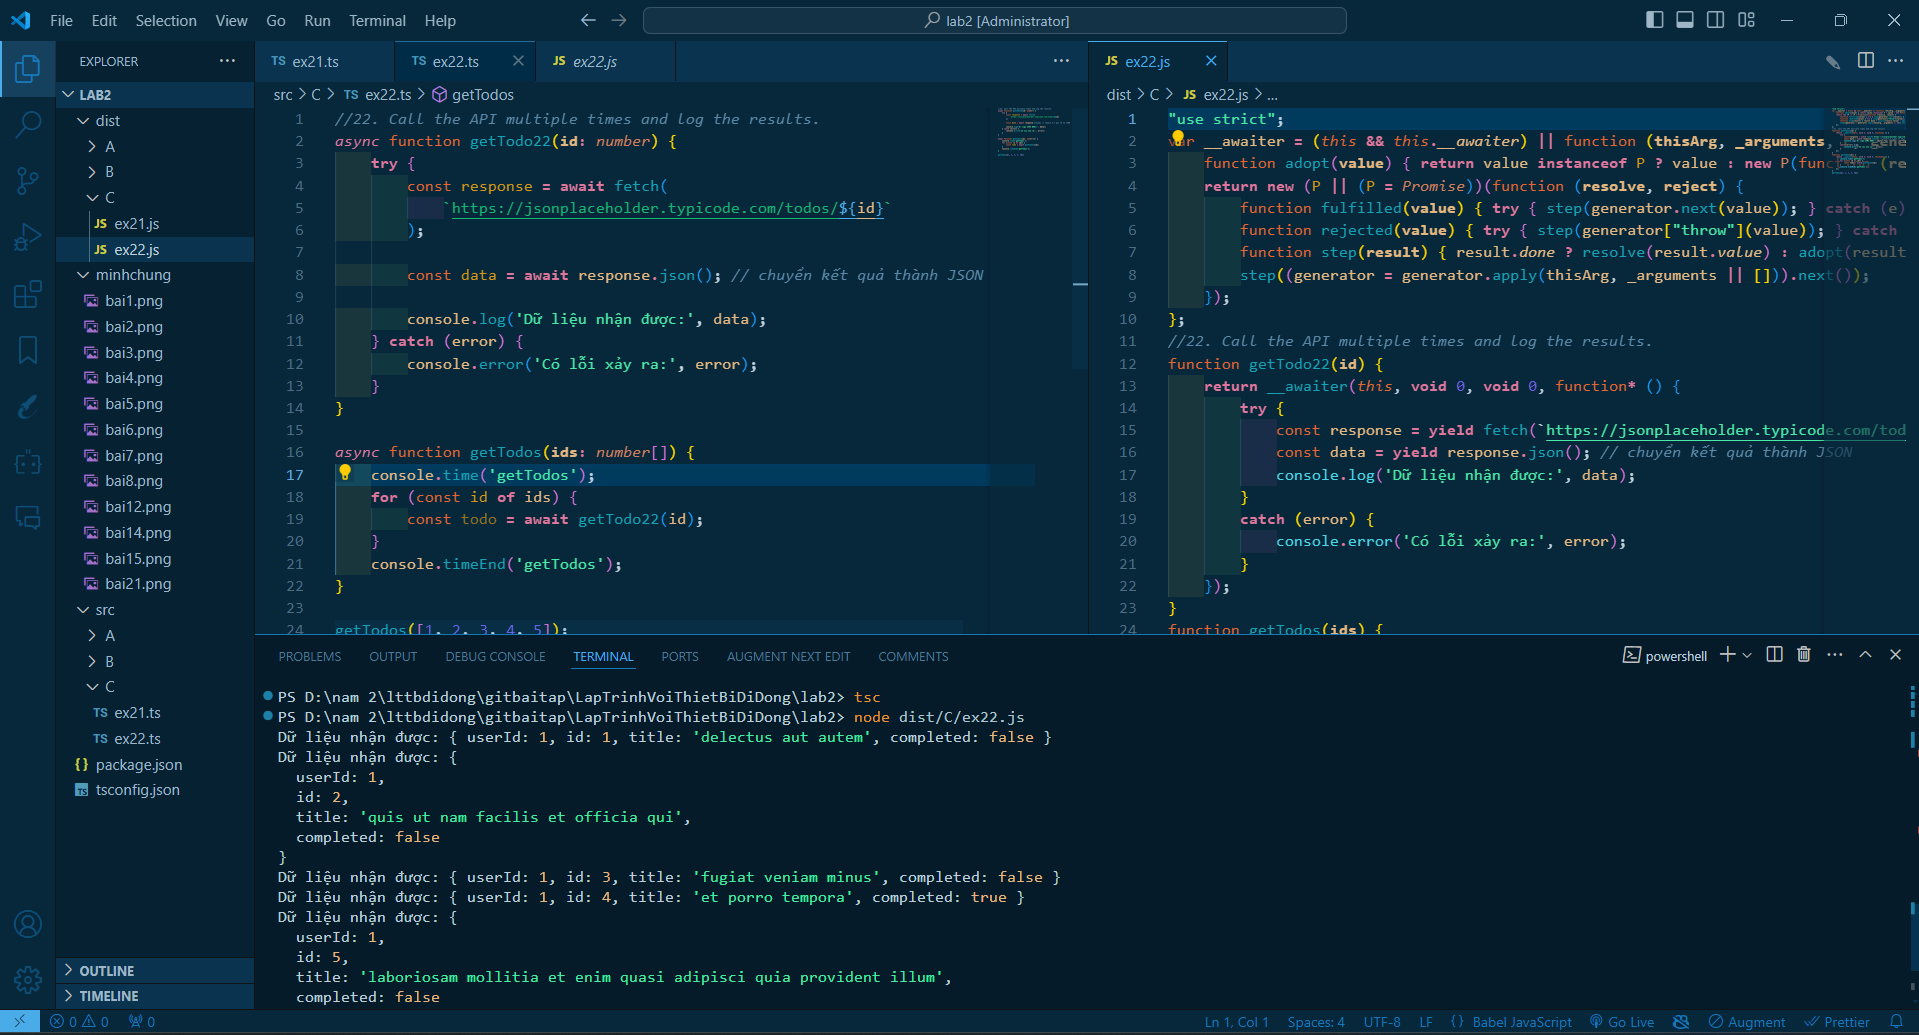 File Edit Selection View Go Run Terminal Help
lab2 [Administrator]
EXPLORER
LAB2
dist
A
B
C
JS ex21.js
JS ex22.js
minhchung
bai1.png
bai2.png
bai3.png
bai4.png
bai5.png
bai6.png
bai7.png
bai8.png
bai12.png
bai14.png
bai15.png
bai21.png
src
A
B
C
TS ex21.ts
TS ex22.ts
{} package.json
TS tsconfig.json
OUTLINE
TIMELINE
TS ex21.ts TS ex22.ts JS ex22.js
src > C > TS ex22.ts > getTodos
1 //22. Call the API multiple times and log the results.
2 async function getTodo22(id: number) {
3 try {
4 const response = await fetch(
5 `https://jsonplaceholder.typicode.com/todos/${id}`
6 );
7
8 const data = await response.json(); // chuyển kết quả thành JSON
9
10 console.log('Dữ liệu nhận được:', data);
11 } catch (error) {
12 console.error('Có lỗi xảy ra:', error);
13 }
14 }
15
16 async function getTodos(ids: number[]) {
17 console.time('getTodos');
18 for (const id of ids) {
19 const todo = await getTodo22(id);
20 }
21 console.timeEnd('getTodos');
22 }
23
24 getTodos([1, 2, 3, 4, 5]);
JS ex22.js
dist > C > JS ex22.js > ...
1 "use strict";
2 var __awaiter = (this && this.__awaiter) || function (thisArg, _arguments,
3 function adopt(value) { return value instanceof P ? value : new P(function (re
4 return new (P || (P = Promise))(function (resolve, reject) {
5 function fulfilled(value) { try { step(generator.next(value)); } catch (e)
6 function rejected(value) { try { step(generator["throw"](value)); } catch
7 function step(result) { result.done ? resolve(result.value) : adopt(result
8 step((generator = generator.apply(thisArg, _arguments || [])).next());
9 });
10 };
11 //22. Call the API multiple times and log the results.
12 function getTodo22(id) {
13 return __awaiter(this, void 0, void 0, function* () {
14 try {
15 const response = yield fetch(`https://jsonplaceholder.typicode.com/tod
16 const data = yield response.json(); // chuyển kết quả thành JSON
17 console.log('Dữ liệu nhận được:', data);
18 }
19 catch (error) {
20 console.error('Có lỗi xảy ra:', error);
21 }
22 });
23 }
24 function getTodos(ids) {
PROBLEMS OUTPUT DEBUG CONSOLE TERMINAL PORTS AUGMENT NEXT EDIT COMMENTS
powershell
PS D:\nam 2\lttbdidong\gitbaitap\LapTrinhVoiThietBiDiDong\lab2> tsc
PS D:\nam 2\lttbdidong\gitbaitap\LapTrinhVoiThietBiDiDong\lab2> node dist/C/ex22.js
Dữ liệu nhận được: { userId: 1, id: 1, title: 'delectus aut autem', completed: false }
Dữ liệu nhận được: {
userId: 1,
id: 2,
title: 'quis ut nam facilis et officia qui',
completed: false
}
Dữ liệu nhận được: { userId: 1, id: 3, title: 'fugiat veniam minus', completed: false }
Dữ liệu nhận được: { userId: 1, id: 4, title: 'et porro tempora', completed: true }
Dữ liệu nhận được: {
userId: 1,
id: 5,
title: 'laboriosam mollitia et enim quasi adipisci quia provident illum',
completed: false
0 0 0
Ln 1, Col 1 Spaces: 4 UTF-8 LF {} Babel JavaScript Go Live Augment Prettier